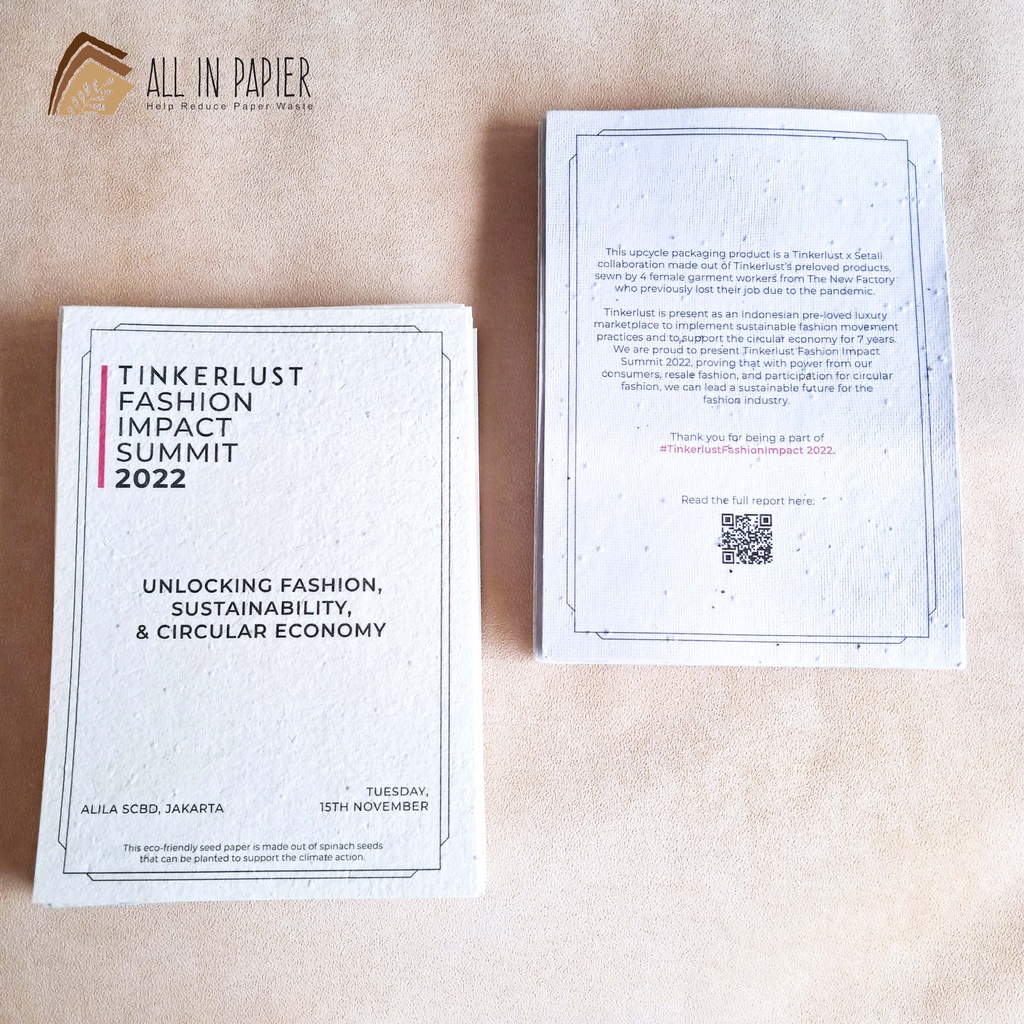 ALL IN PAPIER
Help Reduce Paper Waste
This upcycle packaging product is a Tinkerlust x Setali
collaboration made out of Tinkerlust's preloved products,
sewn by 4 female garment workers from The New Factory
who previously lost their job due to the pandemic.
Tinkerlust is present as an Indonesian pre-loved luxury
marketplace to implement sustainable fashion movement
practices and to support the circular economy for 7 years.
We are proud to present Tinkerlust Fashion Impact
Summit 2022, proving that with power from our
consumers, resale fashion, and participation for circular
fashion, we can lead a sustainable future for the
fashion industry.
Thank you for being a part of
#TinkerlustFashionImpact 2022.
Read the full report here:
TINKERLUST
FASHION
IMPACT
SUMMIT
2022
UNLOCKING FASHION,
SUSTAINABILITY,
& CIRCULAR ECONOMY
ALILA SCBD, JAKARTA
TUESDAY,
15TH NOVEMBER
This eco-friendly seed paper is made out of spinach seeds
that can be planted to support the climate action.